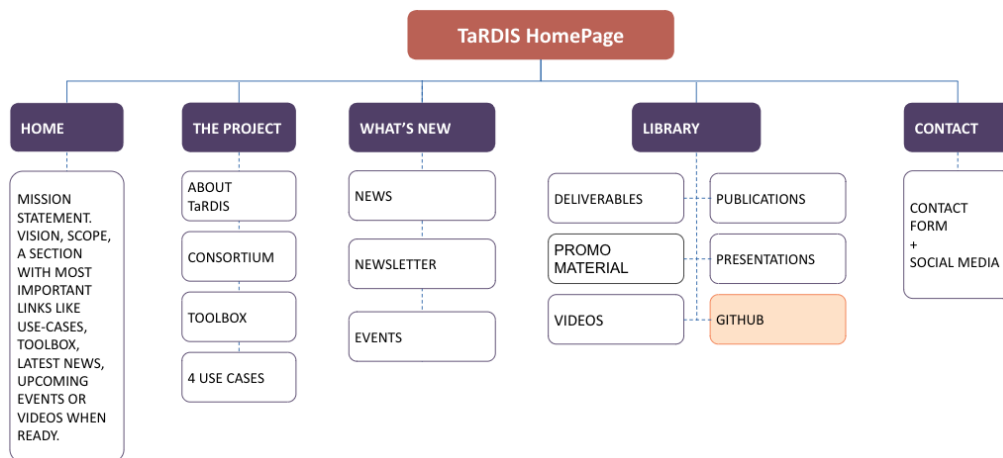 TaRDIS HomePage
HOME
THE PROJECT
WHAT'S NEW
LIBRARY
CONTACT
MISSION
STATEMENT.
VISION, SCOPE,
A SECTION
WITH MOST
IMPORTANT
LINKS LIKE
USE-CASES,
TOOLBOX,
LATEST NEWS,
UPCOMING
EVENTS OR
VIDEOS WHEN
READY.
ABOUT
TaRDIS
CONSORTIUM
TOOLBOX
4 USE CASES
NEWS
NEWSLETTER
EVENTS
DELIVERABLES
PROMO
MATERIAL
VIDEOS
PUBLICATIONS
PRESENTATIONS
GITHUB
CONTACT
FORM
+
SOCIAL MEDIA